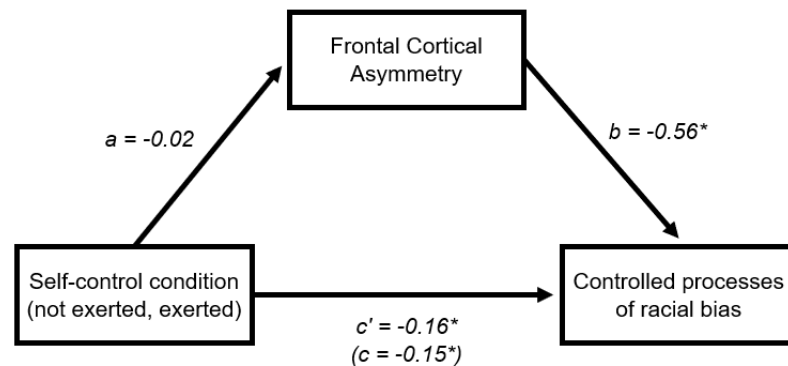 Frontal Cortical
Asymmetry
a = -0.02
b = -0.56*
Self-control condition
(not exerted, exerted)
Controlled processes
of racial bias
c' = -0.16*
(c = -0.15*)